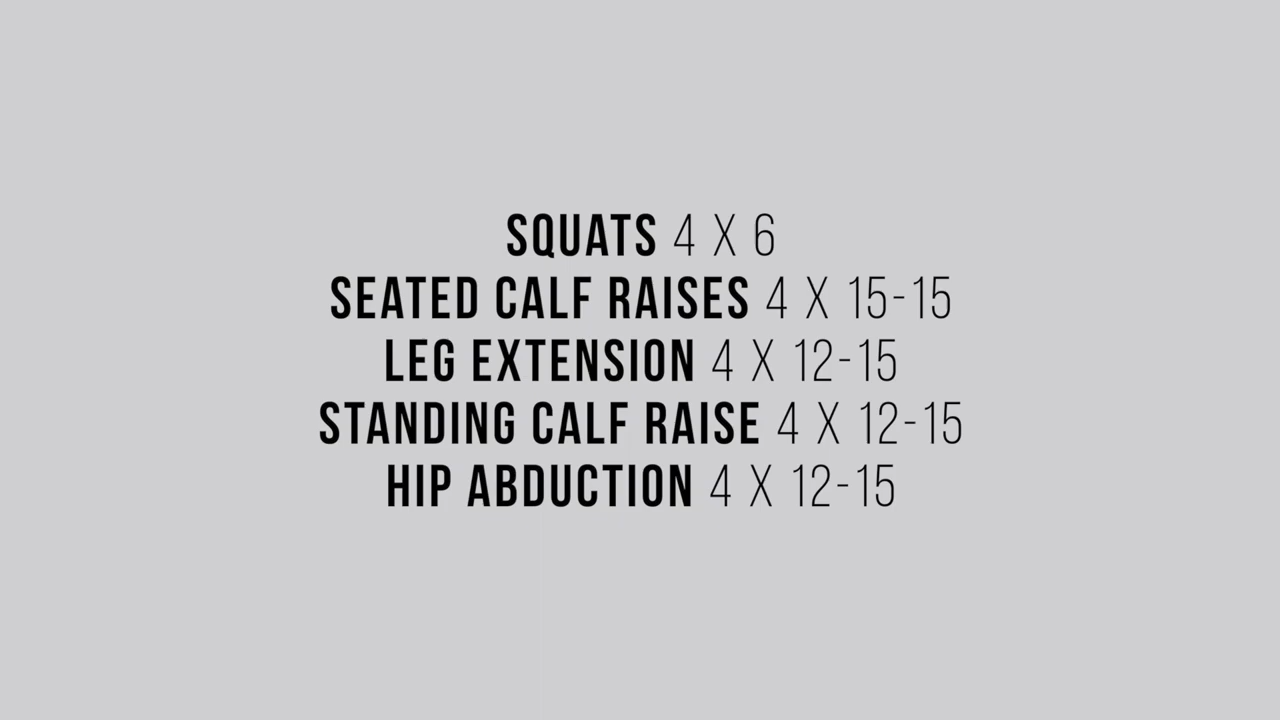 SQUATS 4 X 6
SEATED CALF RAISES 4 X 15-15
LEG EXTENSION 4 X 12-15
STANDING CALF RAISE 4 X 12-15
HIP ABDUCTION 4 X 12-15